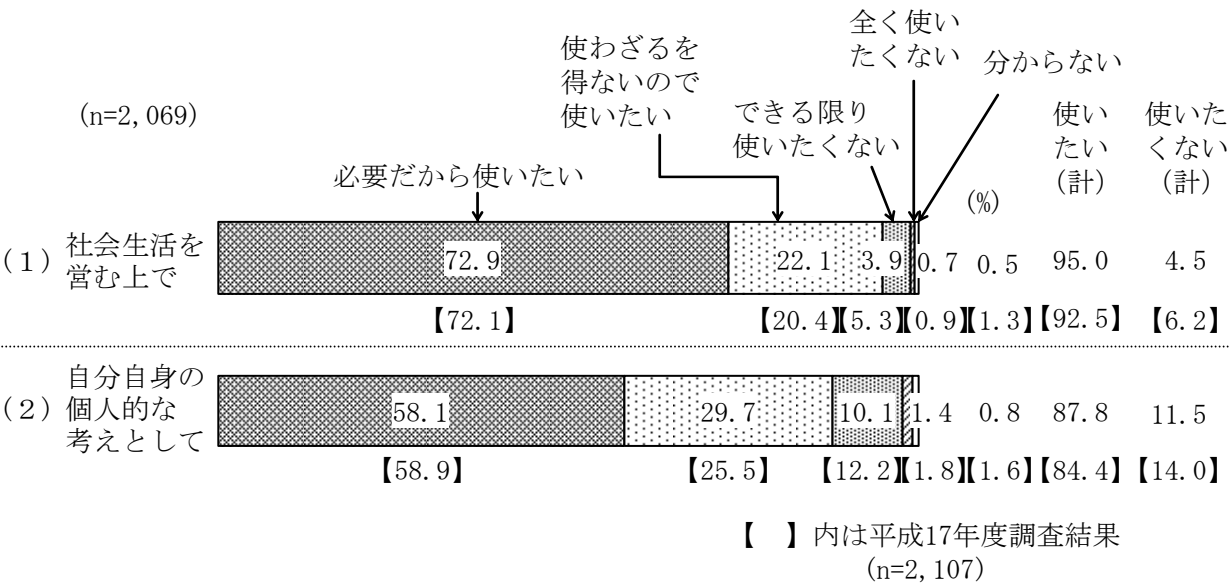 全く使い
たくない
使わざるを
得ないので
使いたい
分からない
(n=2,069)
できる限り
使いたくない
使い
たい
(計)
使いた
くない
(計)
必要だから使いたい
(%)
(1) 社会生活を
営む上で
72.9 22.1 3.9 0.7 0.5 95.0 4.5
【72.1】 【20.4】【5.3】【0.9】【1.3】【92.5】 【6.2】
(2) 自分自身の
個人的な
考えとして
58.1 29.7 10.1 1.4 0.8 87.8 11.5
【58.9】 【25.5】 【12.2】【1.8】【1.6】【84.4】【14.0】
【 】内は平成17年度調査結果
(n=2,107)